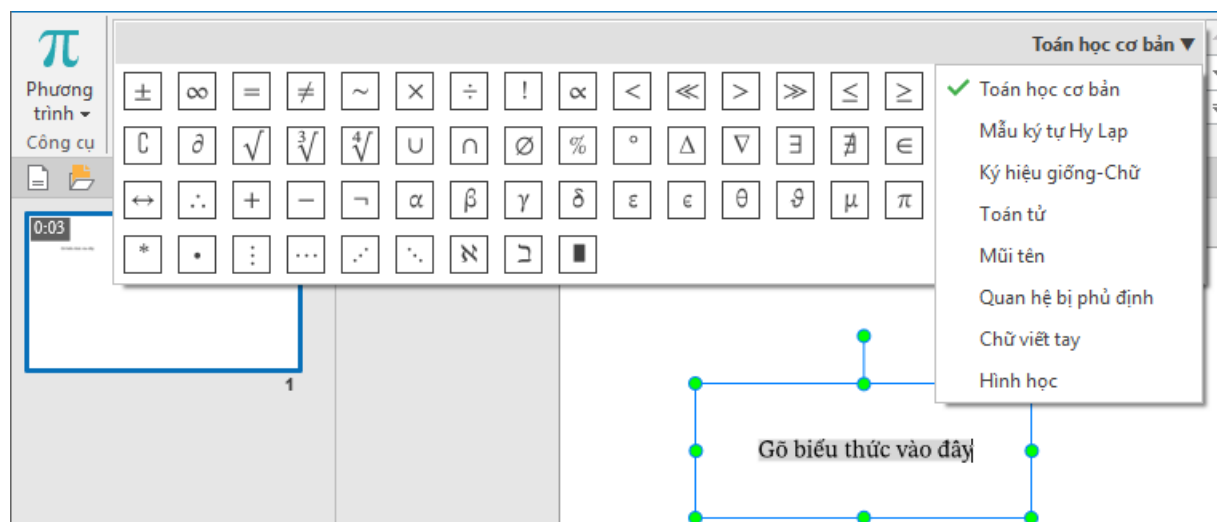 π
Phương
trình
Công cụ
Toán học cơ bản ▼
± ∞ = ≠ ~ × ÷ ! ∝ < ≪ > ≫ ≤ ≥
∁ ∂ √ ∛ ∜ ∪ ∩ ∅ % ° ∆ ∇ ∃ ∄ ∈
↔ ∴ + − ¬ α β γ δ ε ϵ θ ϑ μ π
* • ⋮ ⋯ ⋰ ⋱ ℵ ℶ ∎
Toán học cơ bản
Mẫu ký tự Hy Lạp
Ký hiệu giống-Chữ
Toán tử
Mũi tên
Quan hệ bị phủ định
Chữ viết tay
Hình học
0:03
1
Gõ biểu thức vào đây